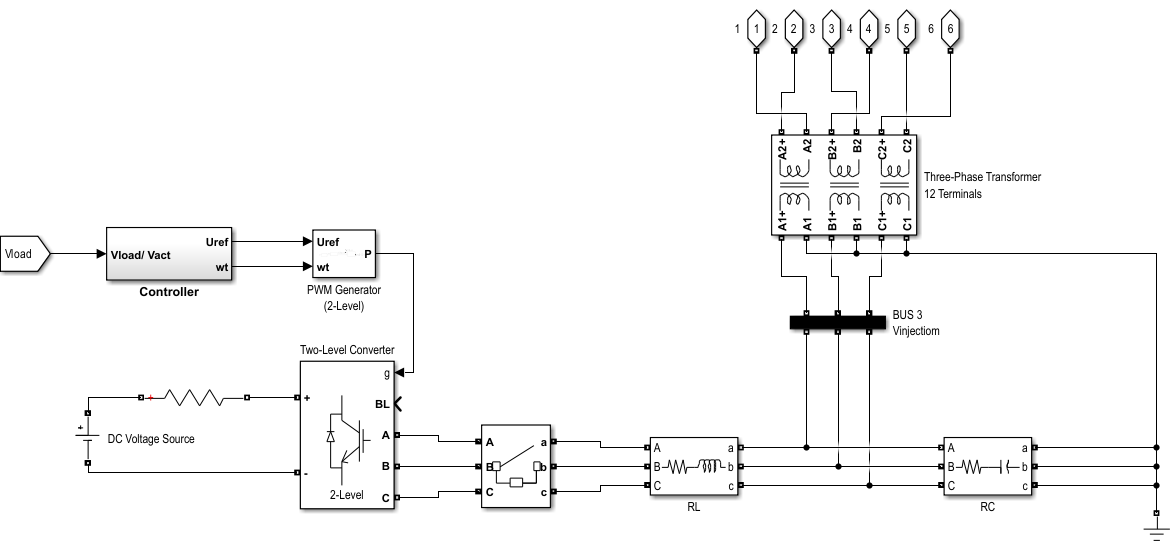 1 1 2 2 3 3 4 4 5 5 6 6
A2+ A2 B2+ B2 C2+ C2
Three-Phase Transformer
12 Terminals
A1+ A1 B1+ B1 C1+ C1
Vload
Vload/ Vact
Uref
wt
Controller
Uref
wt
P
PWM Generator
(2-Level)
BUS 3
Vinjectiom
Two-Level Converter
g
BL
+
-
A
B
C
2-Level
+
+
DC Voltage Source
A a
B b
C c
A a
B b
C c
RL
A a
B b
C c
RC